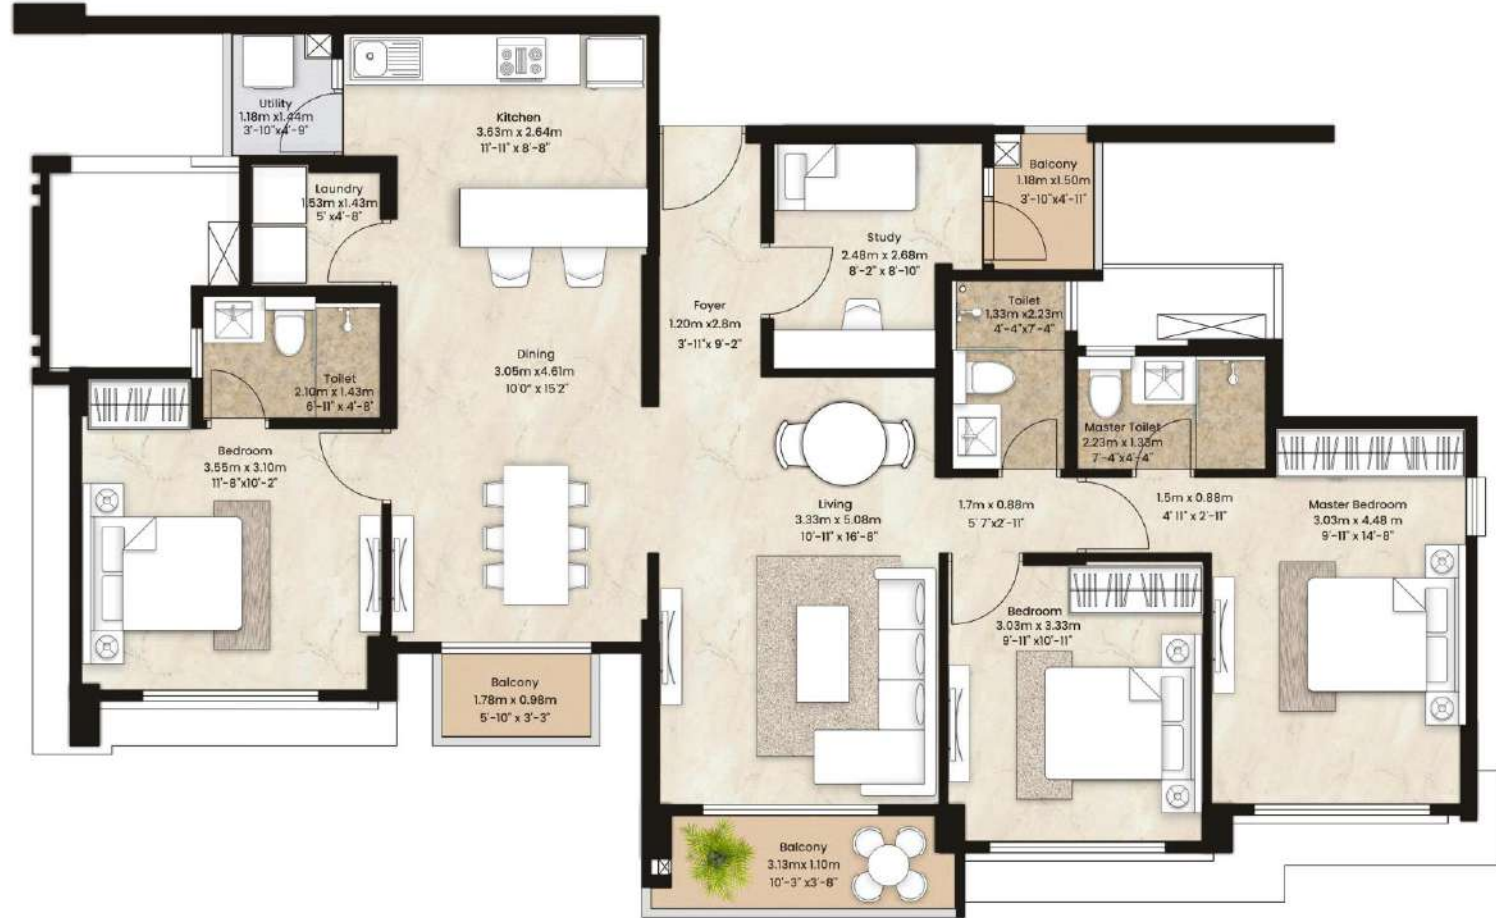 Utility
1.18m x1.44m
3'-10"x4'-9"
Kitchen
3.63m x 2.64m
11'-11" x 8'-8"
Laundry
1.53m x1.43m
5' x4'-8"
Balcony
1.18m x1.50m
3'-10"x4'-11"
Study
2.48m x 2.68m
8'-2" x 8'-10"
Foyer
1.20m x2.8m
3'-11"x 9'-2"
Toilet
1.33m x2.23m
4'-4"x7'-4"
Dining
3.05m x4.61m
10'0" x 15'2"
Toilet
2.10m x 1.43m
6'-11" x 4'-8"
Master Toilet
2.23m x 1.33m
7'-4"x4'-4"
Bedroom
3.55m x 3.10m
11'-8"x10'-2"
Living
3.33m x 5.08m
10'-11" x 16'-8"
1.7m x 0.88m
5' 7"x2'-11"
1.5m x 0.88m
4' 11" x 2'-11"
Master Bedroom
3.03m x 4.48 m
9'-11" x 14'-8"
Bedroom
3.03m x 3.33m
9'-11" x10'-11"
Balcony
1.78m x 0.98m
5'-10" x 3'-3"
Balcony
3.13mx 1.10m
10'-3" x3'-8"